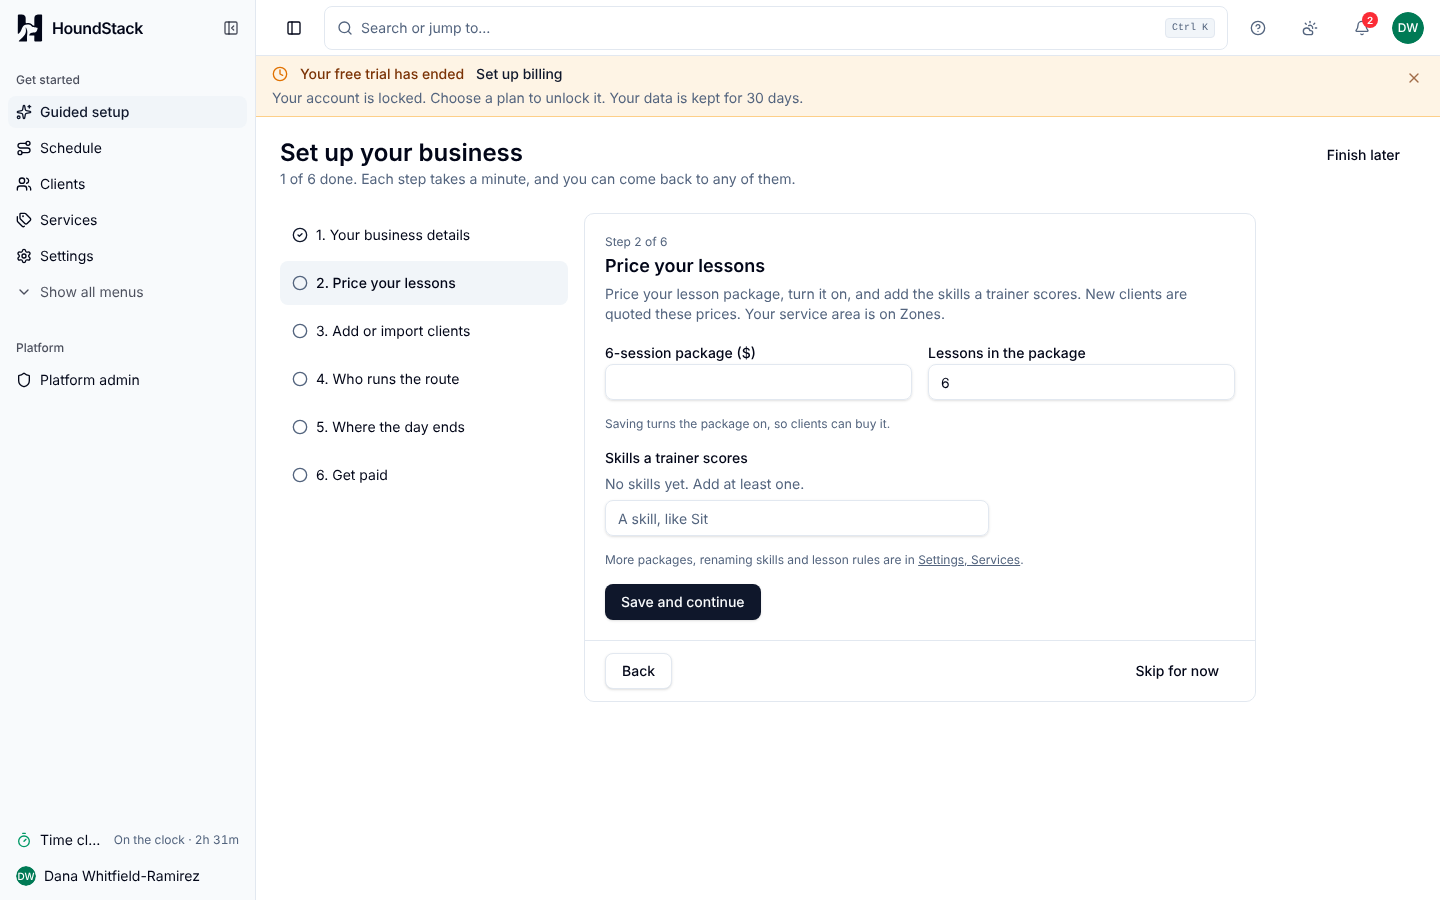 HoundStack
Search or jump to...
Ctrl K
2
DW
Get started
Guided setup
Schedule
Clients
Services
Settings
Show all menus
Platform
Platform admin
Time cl...
On the clock · 2h 31m
DW
Dana Whitfield-Ramirez
Your free trial has ended
Set up billing
Your account is locked. Choose a plan to unlock it. Your data is kept for 30 days.
Set up your business
Finish later
1 of 6 done. Each step takes a minute, and you can come back to any of them.
1. Your business details
2. Price your lessons
3. Add or import clients
4. Who runs the route
5. Where the day ends
6. Get paid
Step 2 of 6
Price your lessons
Price your lesson package, turn it on, and add the skills a trainer scores. New clients are
quoted these prices. Your service area is on Zones.
6-session package ($)
Lessons in the package
6
Saving turns the package on, so clients can buy it.
Skills a trainer scores
No skills yet. Add at least one.
A skill, like Sit
More packages, renaming skills and lesson rules are in Settings, Services.
Save and continue
Back
Skip for now